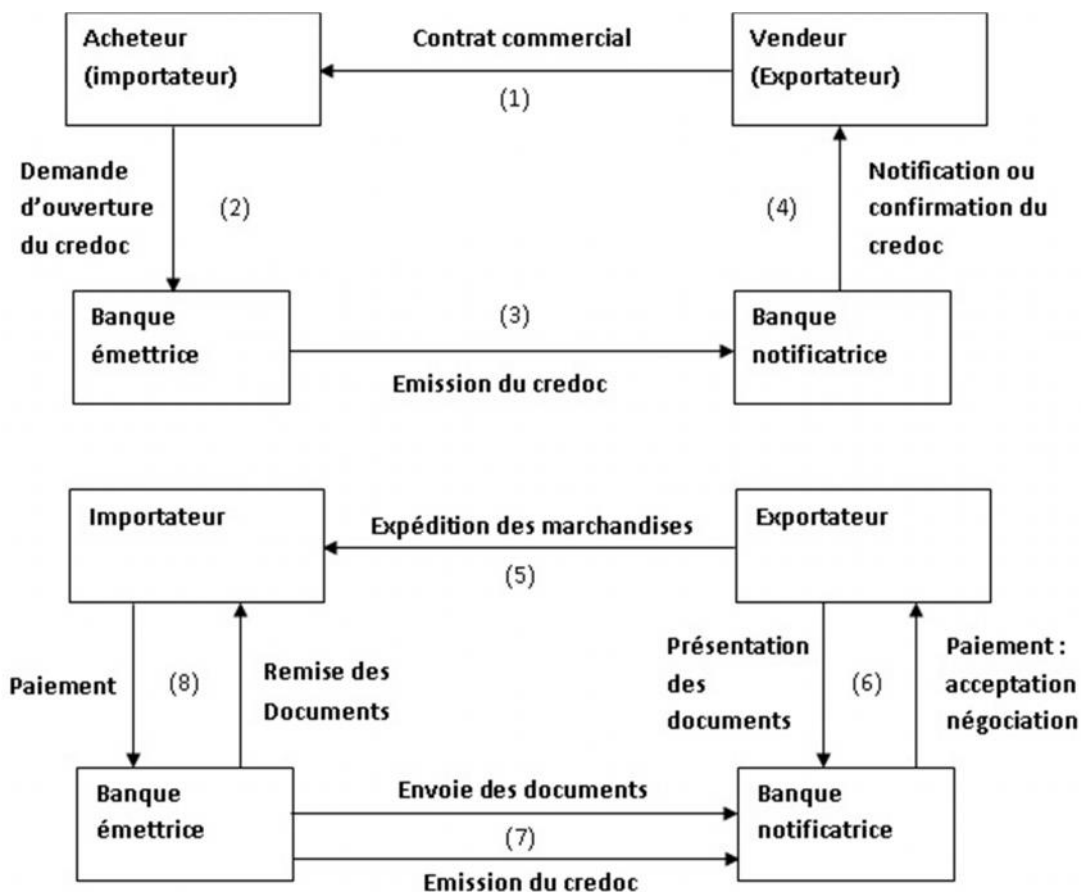 Acheteur
(importateur)
Contrat commercial
(1)
Vendeur
(Exportateur)
Demande
d'ouverture
du credoc
(2)
(4)
Notification ou
confirmation du
credoc
Banque
émettrice
(3)
Emission du credoc
Banque
notificatrice
Importateur
Expédition des marchandises
(5)
Exportateur
Paiement
(8)
Remise des
Documents
Présentation
des
documents
(6)
Paiement :
acceptation
négociation
Banque
émettrice
Envoie des documents
(7)
Emission du credoc
Banque
notificatrice